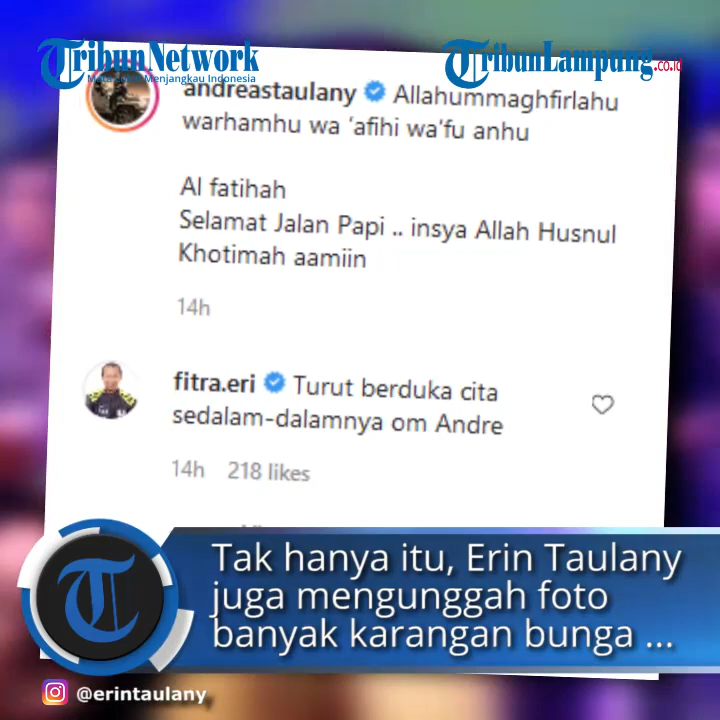 TribunNetwork
Mata Lokal Menjangkau Indonesia
TribunLampung.co.id
andreastaulany Allahummaghfirlahu
warhamhu wa 'afihi wa'fu anhu
Al fatihah
Selamat Jalan Papi .. insya Allah Husnul
Khotimah aamiin
14h
fitra.eri Turut berduka cita
sedalam-dalamnya om Andre
14h 218 likes
Tak hanya itu, Erin Taulany
juga mengunggah foto
banyak karangan bunga ...
@erintaulany